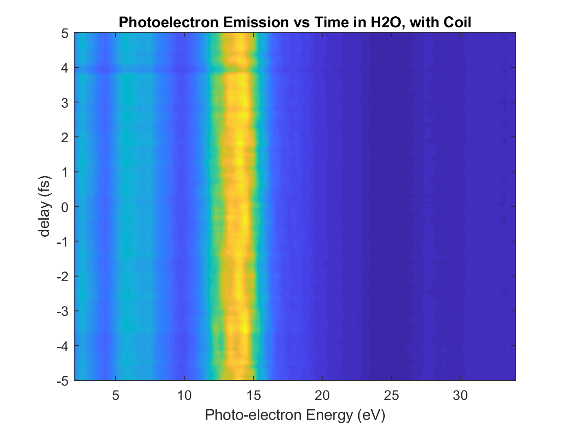 Photoelectron Emission vs Time in H2O, with Coil
5
4
3
2
1
0
-1
-2
-3
-4
-5
delay (fs)
5 10 15 20 25 30
Photo-electron Energy (eV)